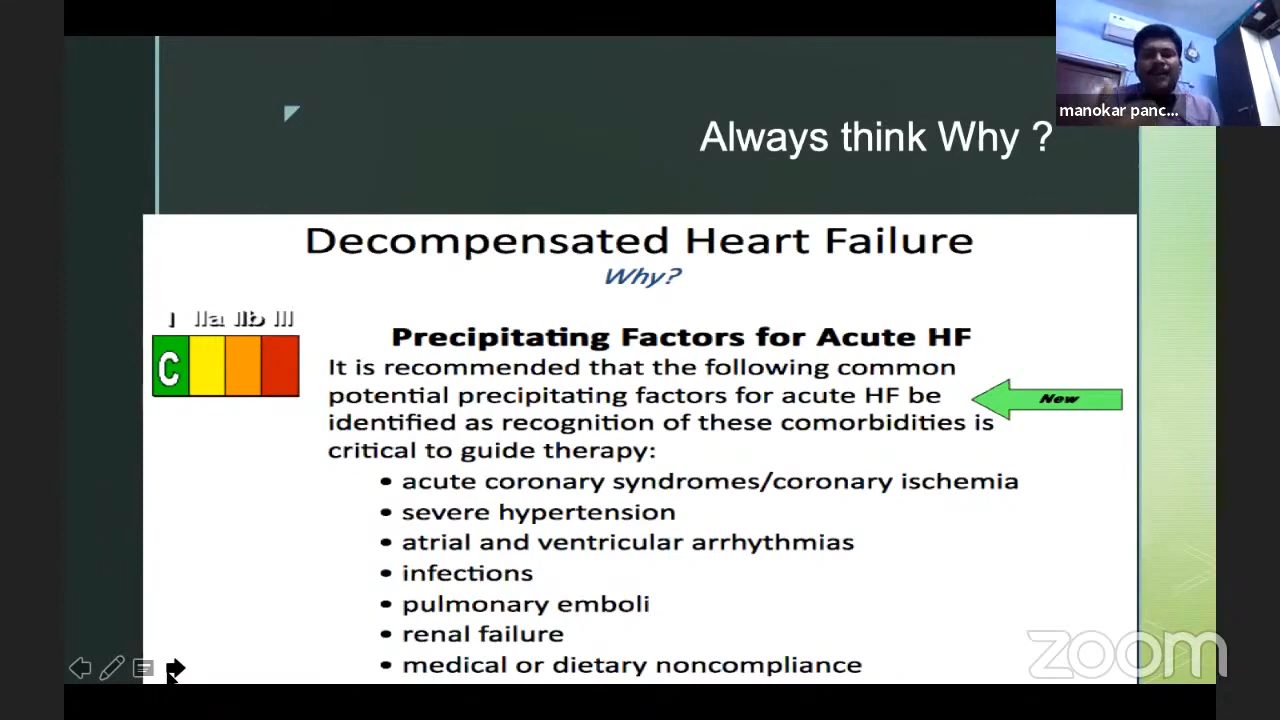 manokar panc...
Always think Why ?
Decompensated Heart Failure
Why?
I IIa IIb III
C
Precipitating Factors for Acute HF
It is recommended that the following common
potential precipitating factors for acute HF be
identified as recognition of these comorbidities is
critical to guide therapy:
New
• acute coronary syndromes/coronary ischemia
• severe hypertension
• atrial and ventricular arrhythmias
• infections
• pulmonary emboli
• renal failure
• medical or dietary noncompliance
zoom